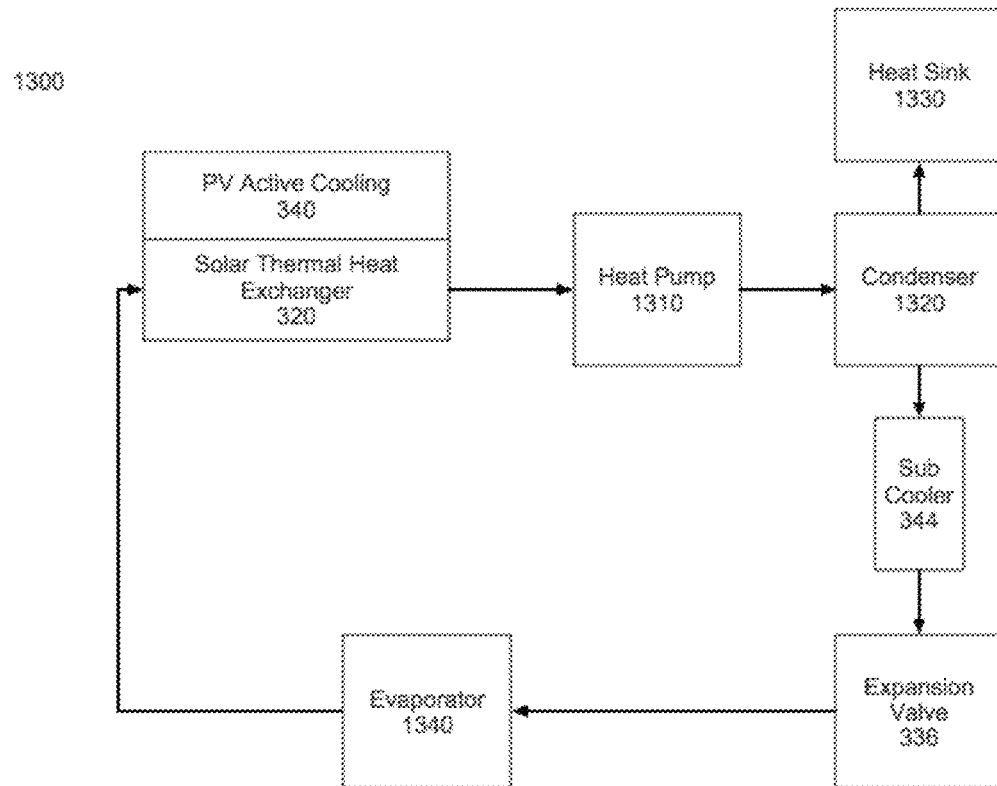 1300
Heat Sink
1330
PV Active Cooling
340
Solar Thermal Heat
Exchanger
320
Heat Pump
1310
Condenser
1320
Sub
Cooler
344
Evaporator
1340
Expansion
Valve
336